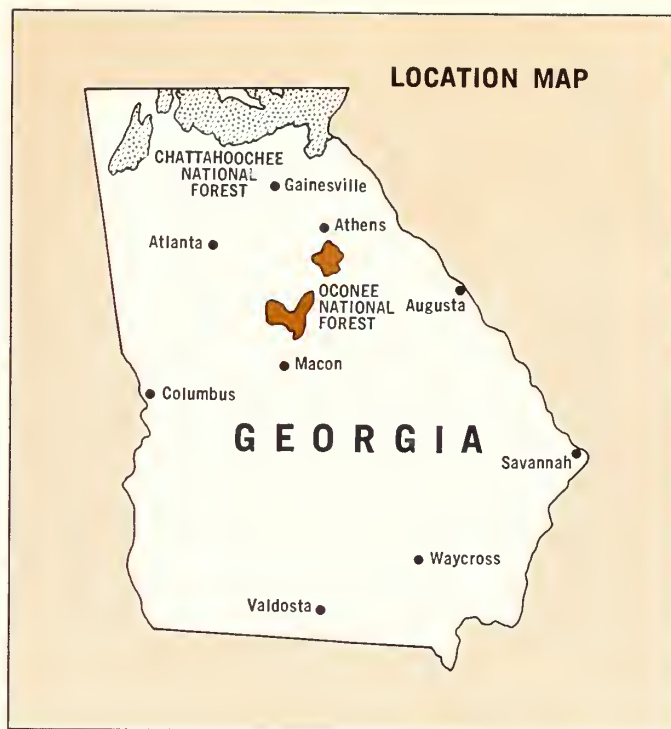 LOCATION MAP
CHATTAHOOCHEE
NATIONAL
FOREST
Gainesville
Athens
Atlanta
OCONEE
NATIONAL
FOREST
Augusta
Macon
Columbus
GEORGIA
Savannah
Waycross
Valdosta